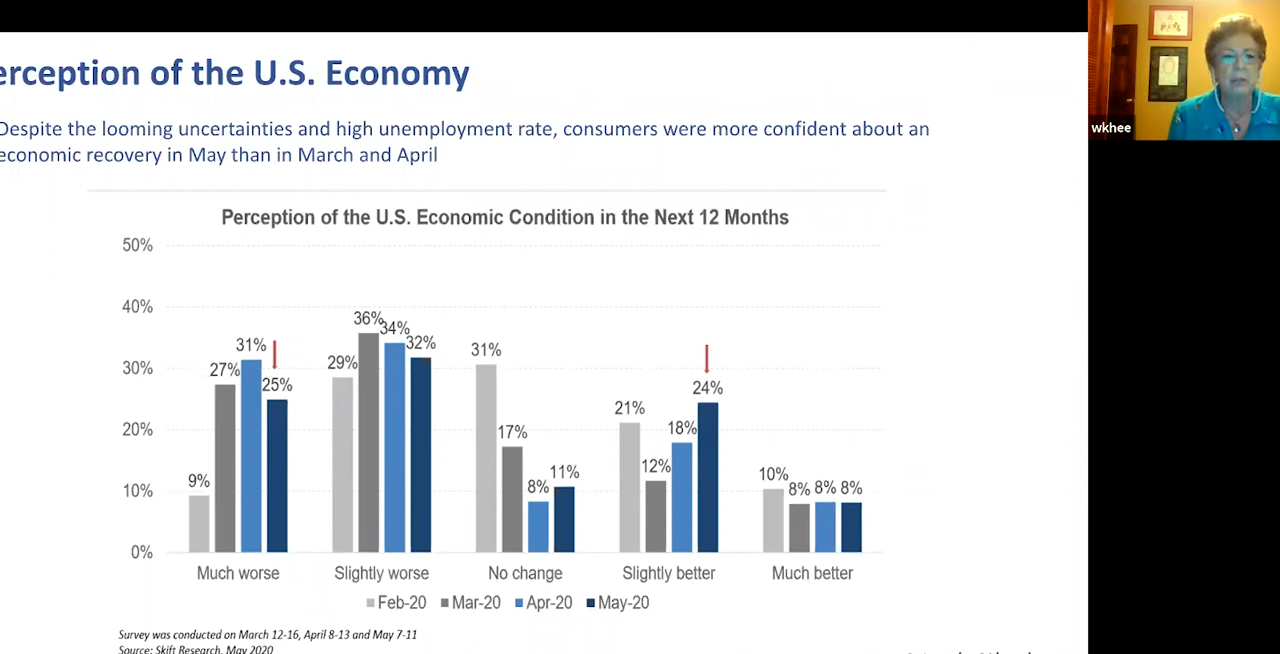 erception of the U.S. Economy
Despite the looming uncertainties and high unemployment rate, consumers were more confident about an
economic recovery in May than in March and April
Perception of the U.S. Economic Condition in the Next 12 Months
50%
40%
30%
20%
10%
0%
9% 27% 31% 25%
29% 36% 34% 32%
31% 17% 8% 11%
21% 12% 18% 24%
10% 8% 8% 8%
Much worse Slightly worse No change Slightly better Much better
Feb-20 Mar-20 Apr-20 May-20
Survey was conducted on March 12-16, April 8-13 and May 7-11
Source: Skift Research, May 2020
wkhee